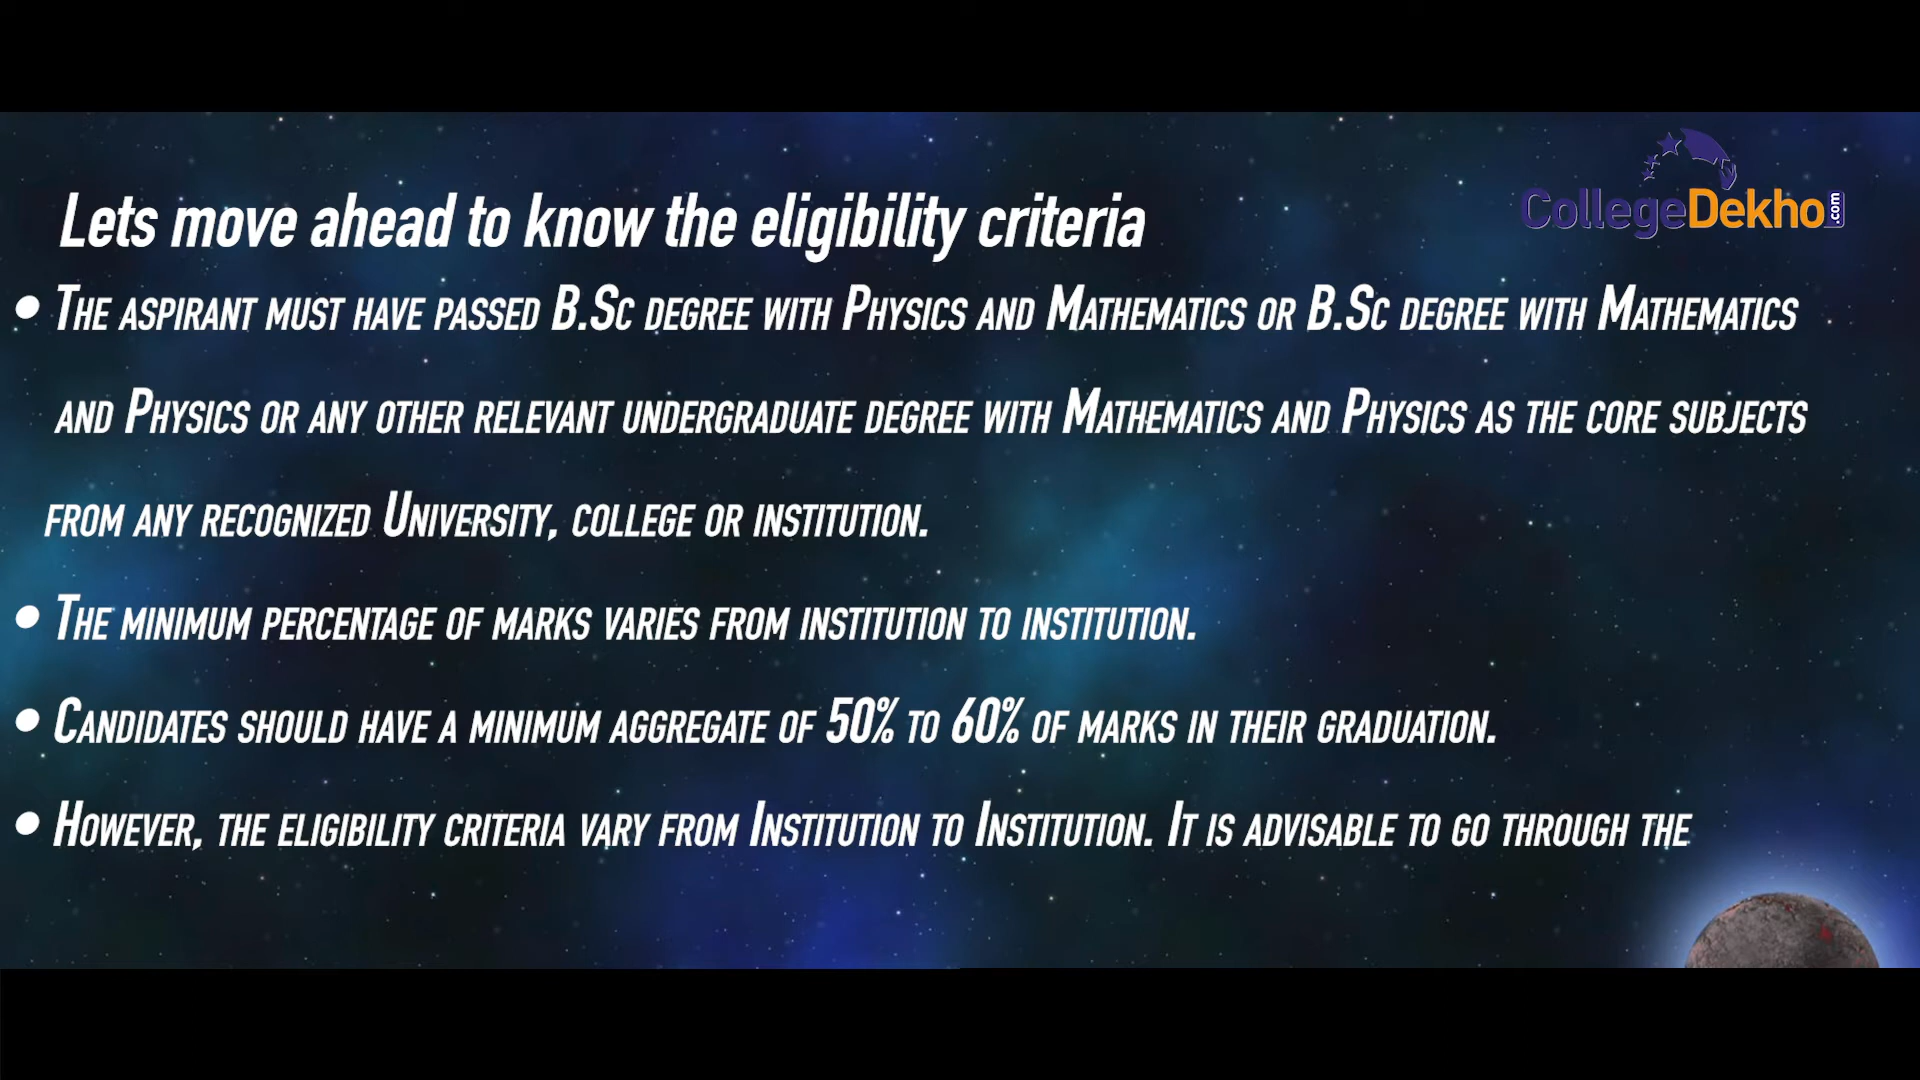 CollegeDekho.com
Lets move ahead to know the eligibility criteria
• The aspirant must have passed B.Sc degree with Physics and Mathematics or B.Sc degree with Mathematics
and Physics or any other relevant undergraduate degree with Mathematics and Physics as the core subjects
from any recognized University, college or institution.
• The minimum percentage of marks varies from institution to institution.
• Candidates should have a minimum aggregate of 50% to 60% of marks in their graduation.
• However, the eligibility criteria vary from Institution to Institution. It is advisable to go through the